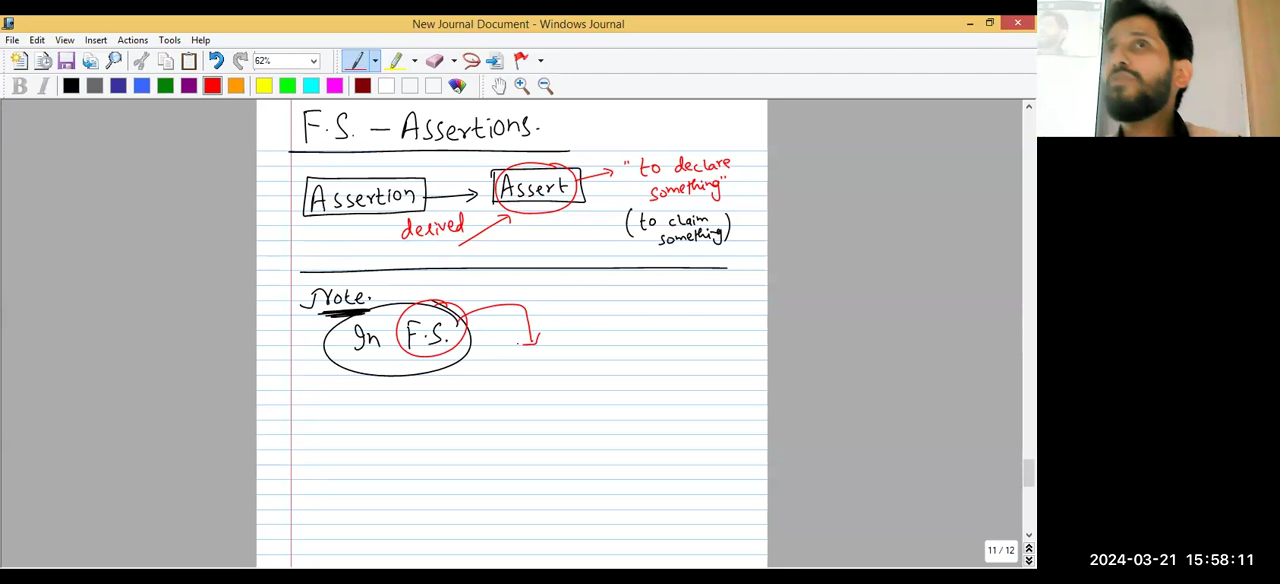 New Journal Document - Windows Journal
File Edit View Insert Actions Tools Help
62%
B I
F.S. - Assertions.
Assertion → Assert → "to declare something"
derived
(to claim something)
Note.
In F.S.
11 / 12
2024-03-21 15:58:11